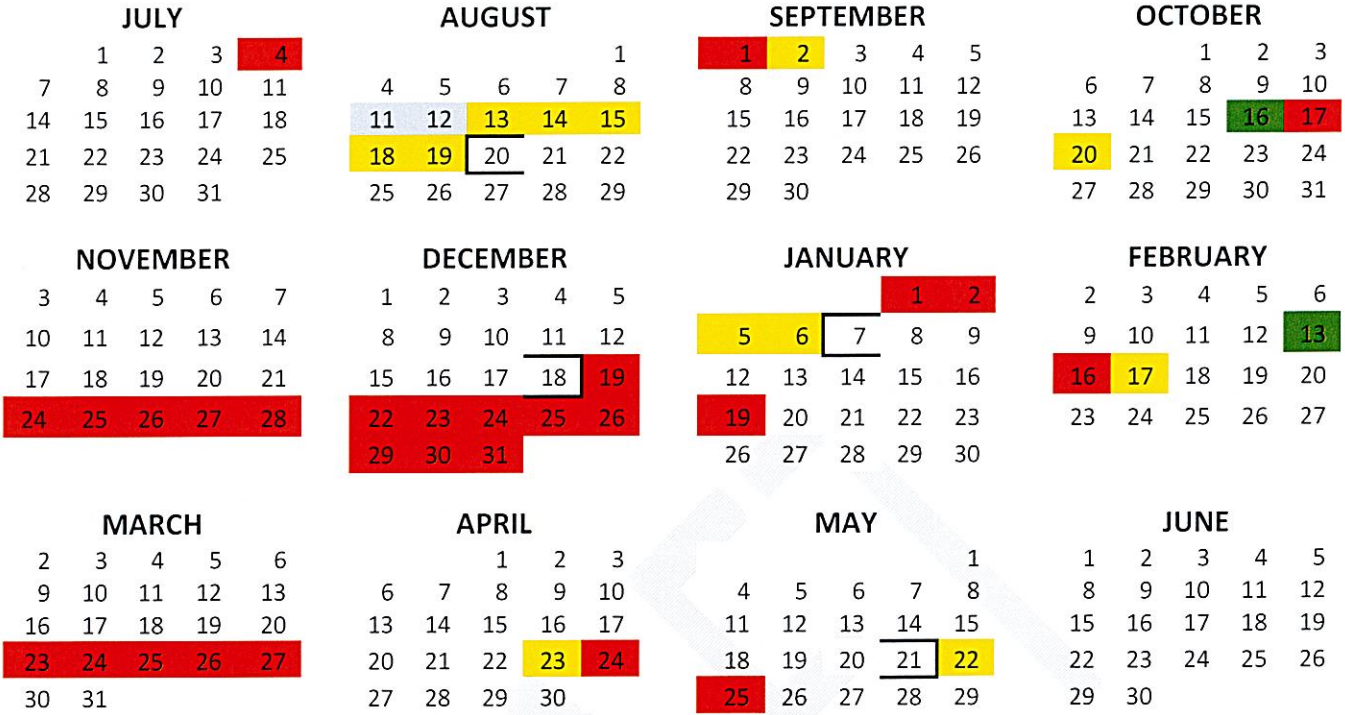 JULY
1 2 3 4
7 8 9 10 11
14 15 16 17 18
21 22 23 24 25
28 29 30 31
AUGUST
1
4 5 6 7 8
11 12 13 14 15
18 19 20 21 22
25 26 27 28 29
SEPTEMBER
1 2 3 4 5
8 9 10 11 12
15 16 17 18 19
22 23 24 25 26
29 30
OCTOBER
1 2 3
6 7 8 9 10
13 14 15 16 17
20 21 22 23 24
27 28 29 30 31
NOVEMBER
3 4 5 6 7
10 11 12 13 14
17 18 19 20 21
24 25 26 27 28
DECEMBER
1 2 3 4 5
8 9 10 11 12
15 16 17 18 19
22 23 24 25 26
29 30 31
JANUARY
1 2
5 6 7 8 9
12 13 14 15 16
19 20 21 22 23
26 27 28 29 30
FEBRUARY
2 3 4 5 6
9 10 11 12 13
16 17 18 19 20
23 24 25 26 27
MARCH
2 3 4 5 6
9 10 11 12 13
16 17 18 19 20
23 24 25 26 27
30 31
APRIL
1 2 3
6 7 8 9 10
13 14 15 16 17
20 21 22 23 24
27 28 29 30
MAY
1
4 5 6 7 8
11 12 13 14 15
18 19 20 21 22
25 26 27 28 29
JUNE
1 2 3 4 5
8 9 10 11 12
15 16 17 18 19
22 23 24 25 26
29 30